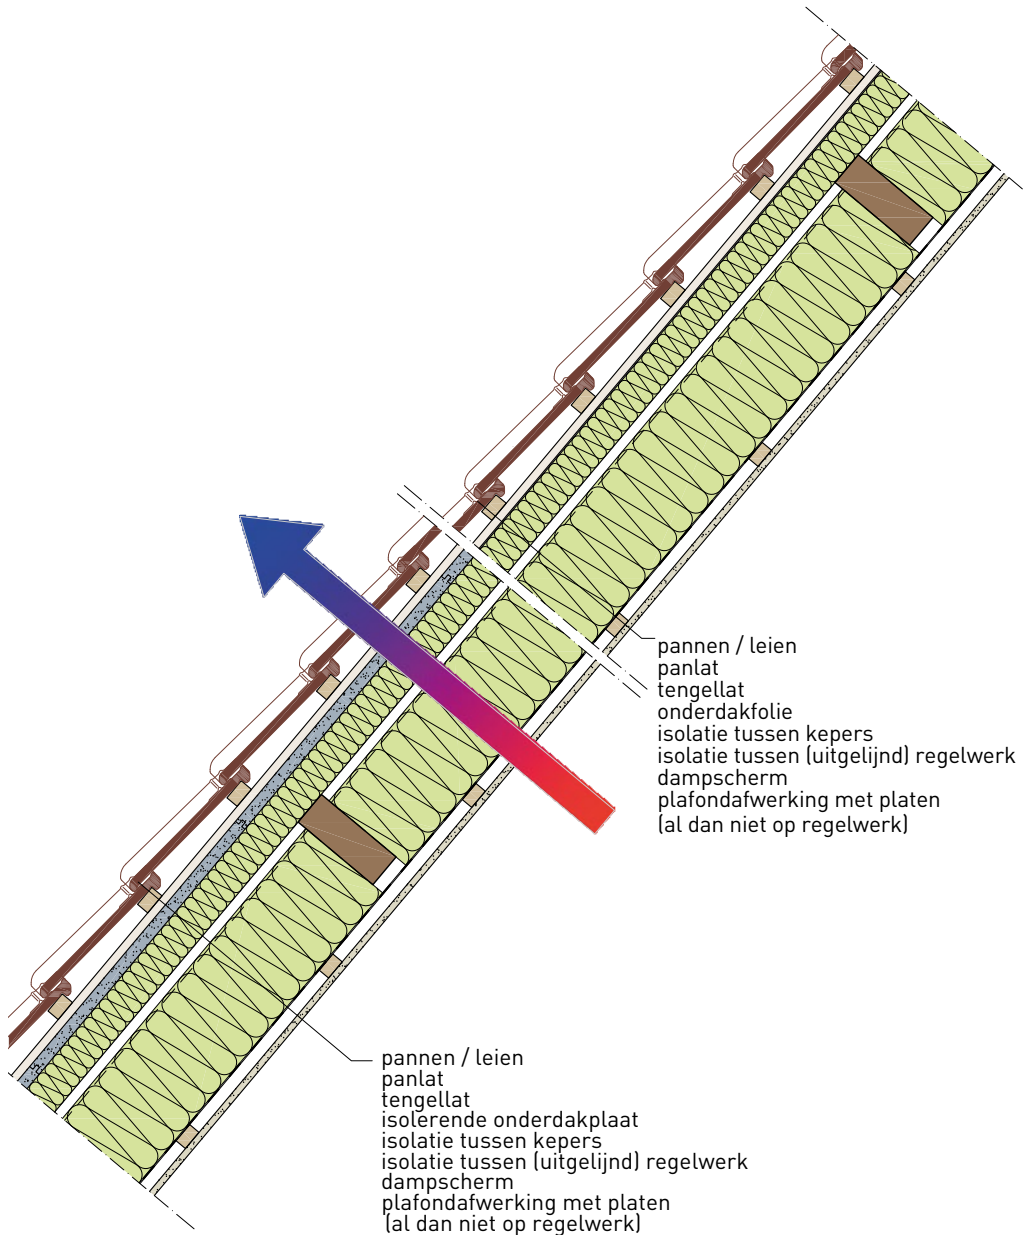 pannen / leien
panlat
tengellat
onderdakfolie
isolatie tussen kepers
isolatie tussen (uitgelijnd) regelwerk
dampscherm
plafondafwerking met platen
(al dan niet op regelwerk)
pannen / leien
panlat
tengellat
isolerende onderdakplaat
isolatie tussen kepers
isolatie tussen (uitgelijnd) regelwerk
dampscherm
plafondafwerking met platen
(al dan niet op regelwerk)